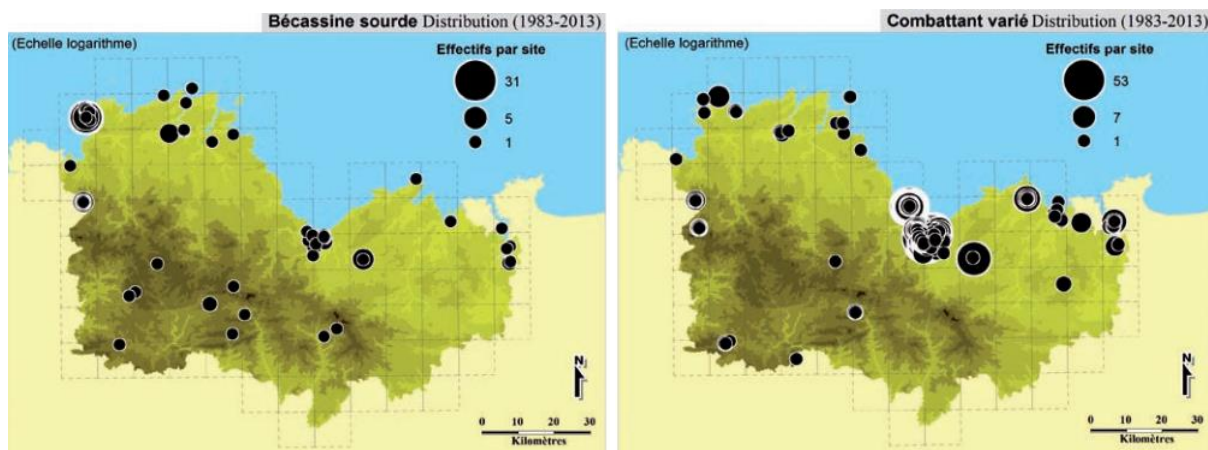 Bécassine sourde Distribution (1983-2013)
(Echelle logarithme)
Effectifs par site
31
5
1
N
0 10 20 30
Kilomètres
Combattant varié Distribution (1983-2013)
(Echelle logarithme)
Effectifs par site
53
7
1
N
0 10 20 30
Kilomètres